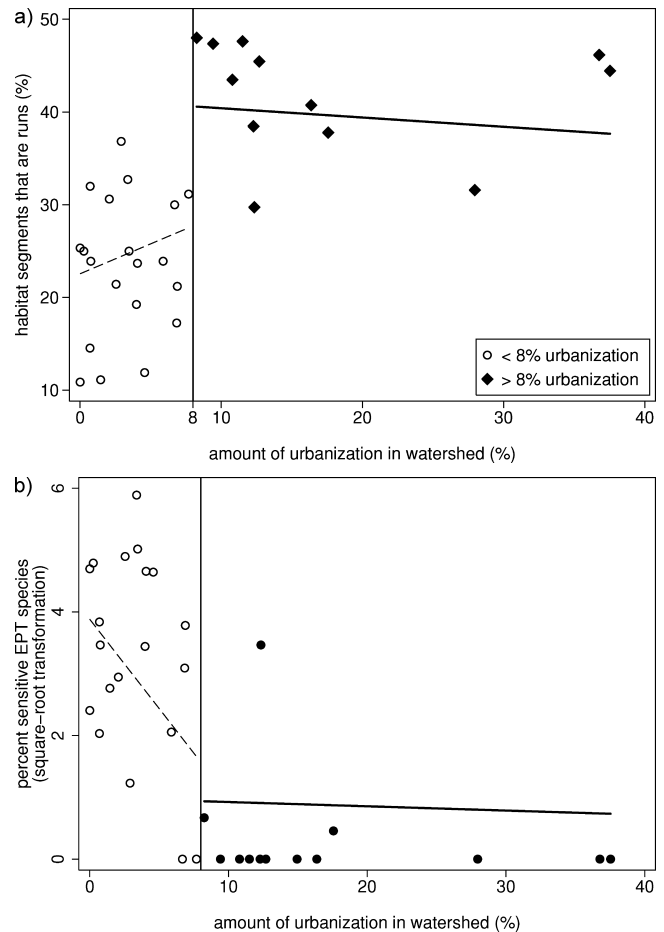 a)
50
40
30
20
10
habitat segments that are runs (%)
< 8% urbanization
> 8% urbanization
0 8 10 20 30 40
amount of urbanization in watershed (%)
b)
6
4
2
0
percent sensitive EPT species
(square−root transformation)
0 10 20 30 40
amount of urbanization in watershed (%)